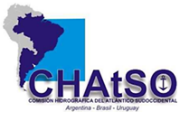 CHAtSO
COMISIÓN HIDROGRÁFICA DEL ATLÁNTICO SUDOCCIDENTAL
Argentina - Brasil - Uruguay